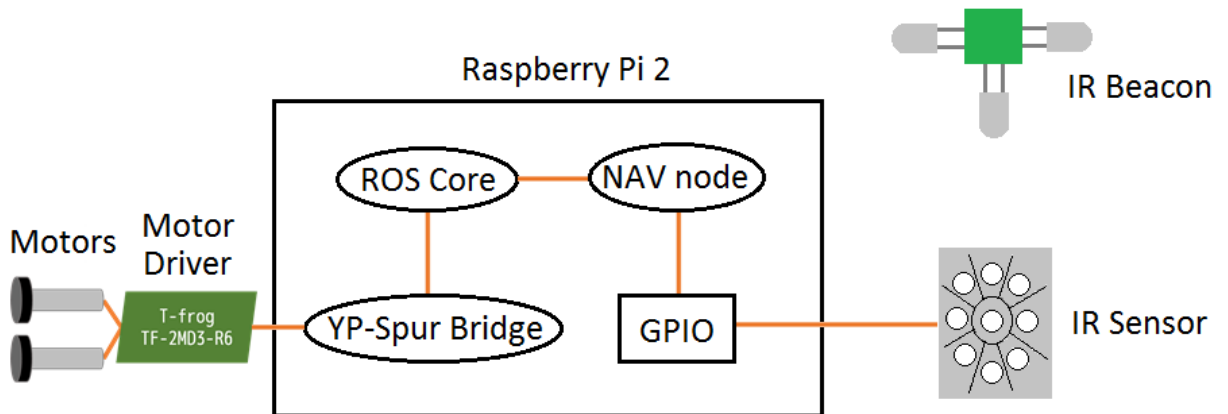 Raspberry Pi 2
IR Beacon
ROS Core
NAV node
Motors
Motor
Driver
T-frog
TF-2MD3-R6
YP-Spur Bridge
GPIO
IR Sensor